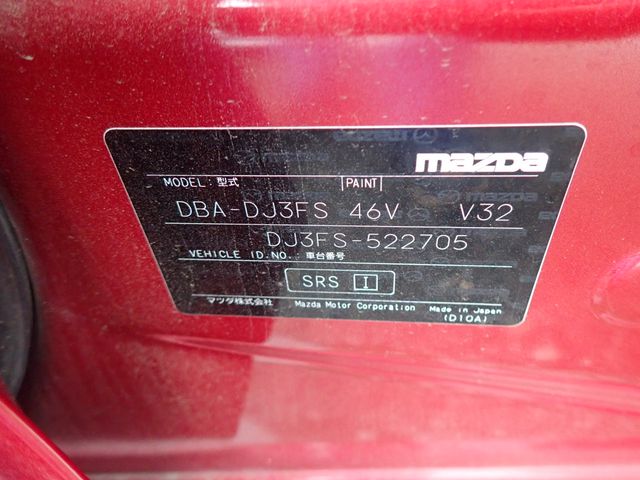 mazda
MODEL: 型式 PAINT
DBA-DJ3FS 46V V32
DJ3FS-522705
VEHICLE ID.NO. 車台番号
SRS I
マツダ株式会社 Mazda Motor Corporation Made in Japan
(D10A)